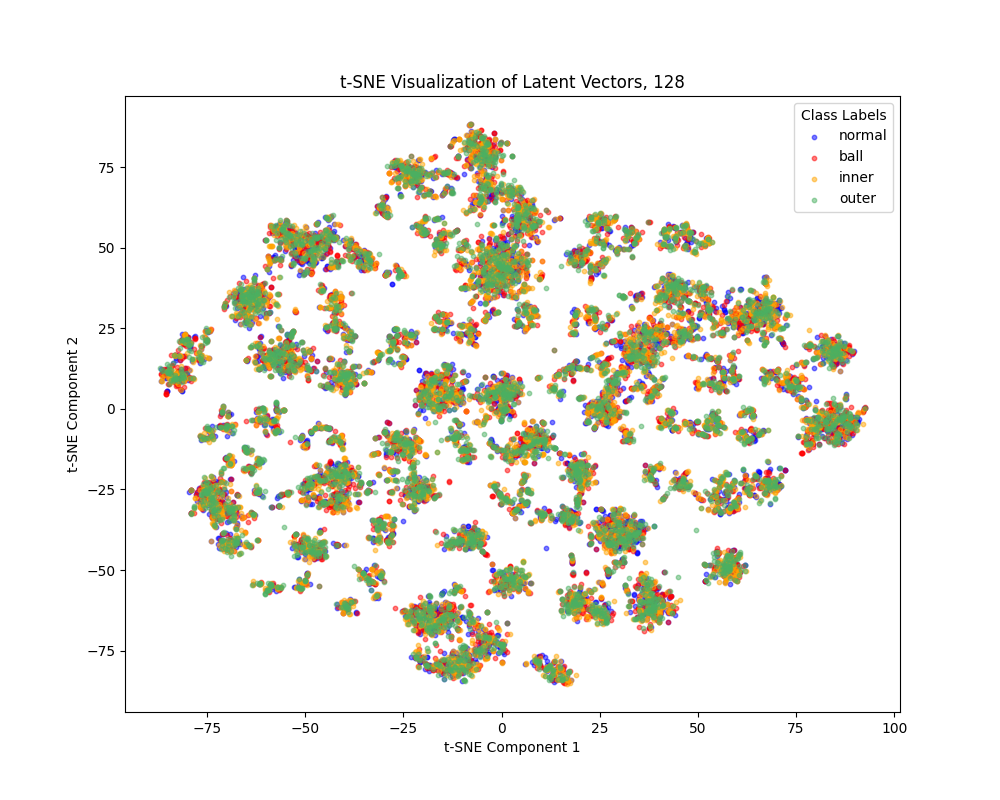 t-SNE Visualization of Latent Vectors, 128
Class Labels
normal
ball
inner
outer
75
50
25
0
−25
−50
−75
t-SNE Component 2
−75
−50
−25
0
25
50
75
100
t-SNE Component 1